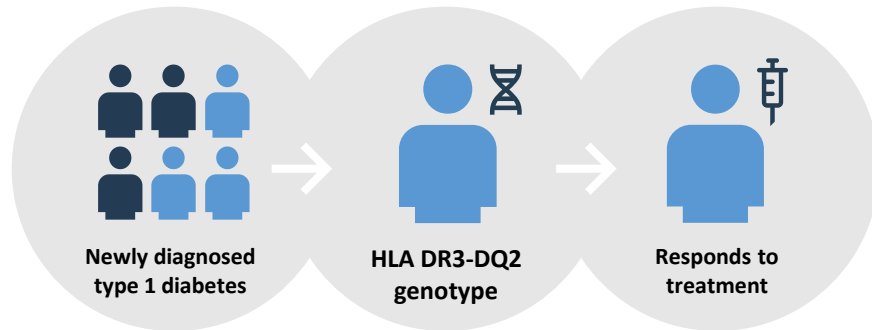 Newly diagnosed
type 1 diabetes
HLA DR3-DQ2
genotype
Responds to
treatment